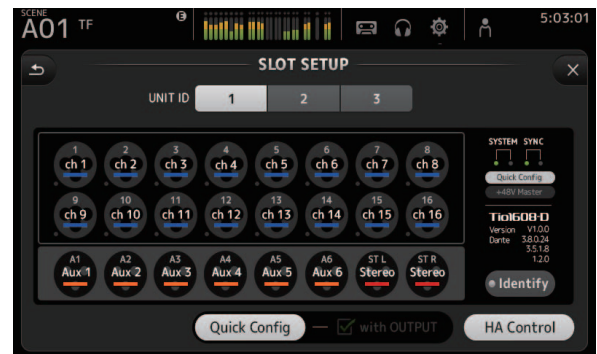 SCENE
A01 TF
E
5:03:01
SLOT SETUP
UNIT ID 1 2 3
1 2 3 4 5 6 7 8
ch 1 ch 2 ch 3 ch 4 ch 5 ch 6 ch 7 ch 8
9 10 11 12 13 14 15 16
ch 9 ch 10 ch 11 ch 12 ch 13 ch 14 ch 15 ch 16
A1 A2 A3 A4 A5 A6 ST L ST R
Aux 1 Aux 2 Aux 3 Aux 4 Aux 5 Aux 6 Stereo Stereo
SYSTEM SYNC
Quick Config
+48V Master
Tio1608-D
Version V1.0.0
Dante 3.8.0.24
3.5.1.8
1.2.0
Identify
Quick Config with OUTPUT HA Control